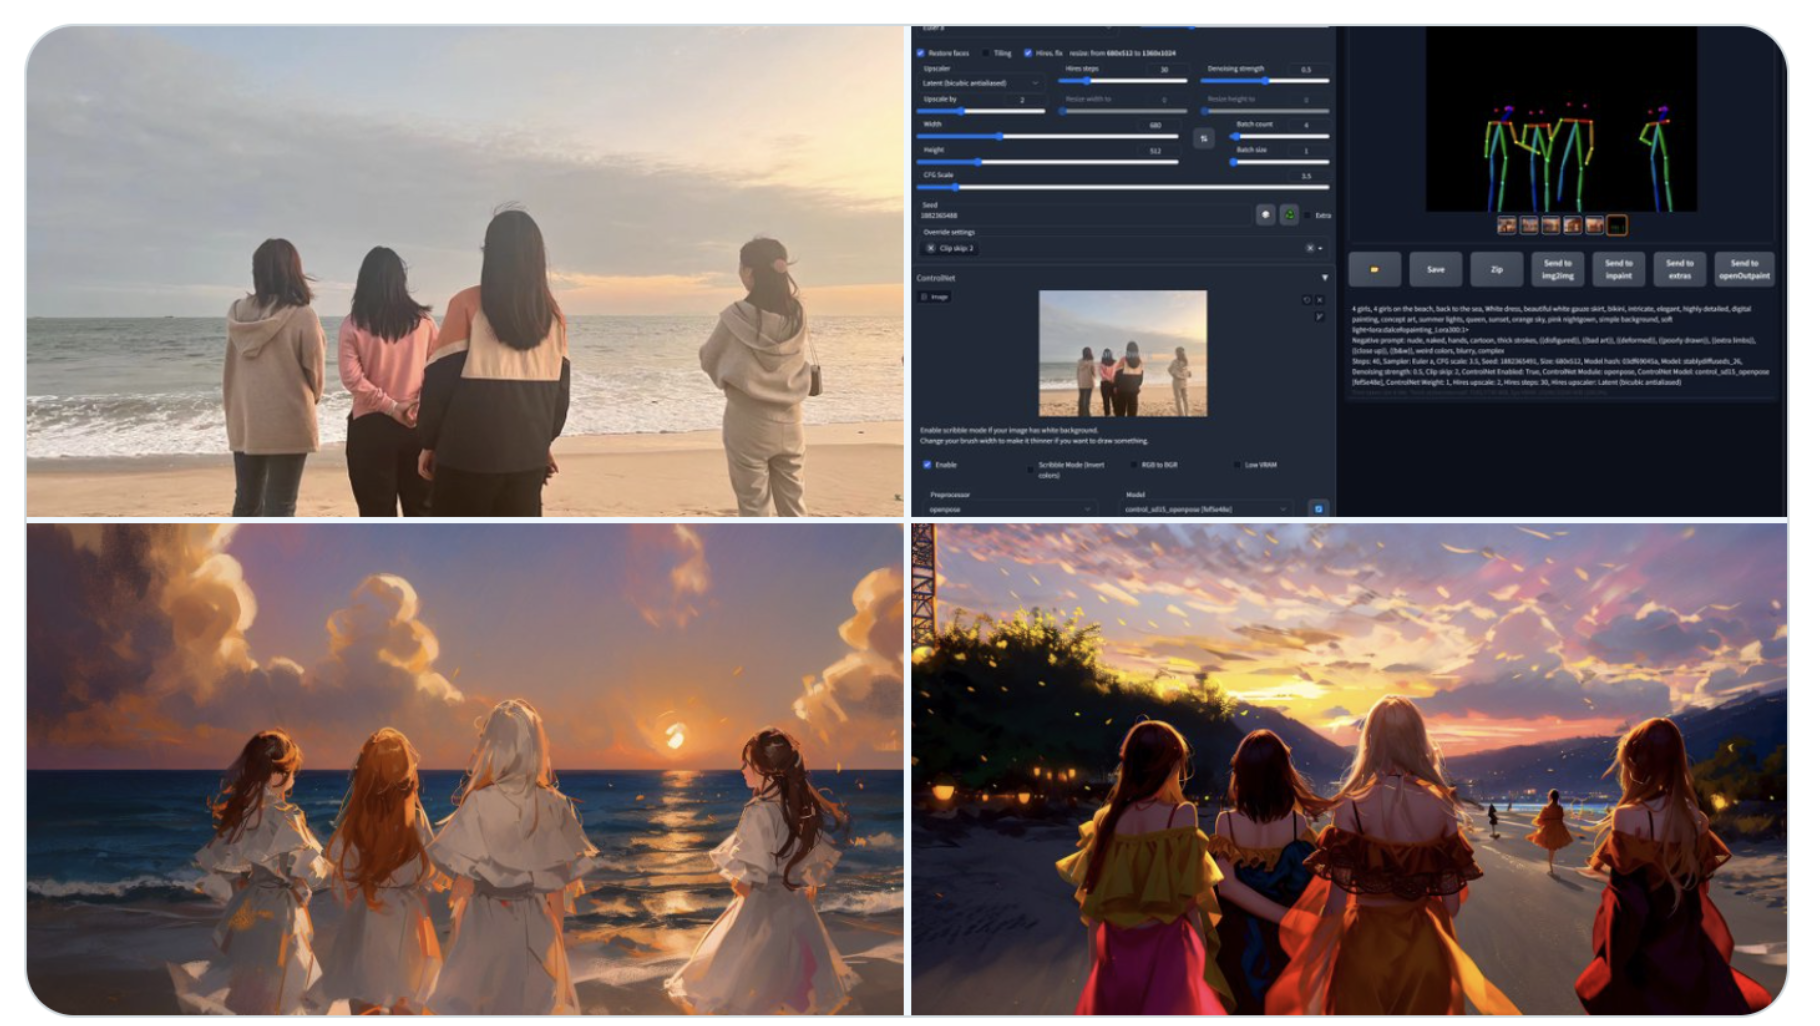 Euler a
Restore faces Tiling Hires. fix resize: from 680x512 to 1360x1024
Upscaler
Latent (bicubic antialiased)
Hires steps 30
Denoising strength 0.5
Upscale by 2
Resize width to 0
Resize height to 0
Width 680
Batch count 4
Height 512
Batch size 1
CFG Scale 3.5
Seed
Extra
Override settings
Clip skip: 2
ControlNet
Image
Enable scribble mode if your image has white background.
Change your brush width to make it thinner if you want to draw something.
Enable
Scribble Mode (Invert
colors)
RGB to BGR
Low VRAM
Preprocessor
openpose
Model
control_sd15_openpose [fef5e48e]
Save
Zip
Send to
img2img
Send to
inpaint
Send to
extras
Send to
openOutpaint
4 girls, 4 girls on the beach, back to the sea, White dress, beautiful white gauze skirt, bikini, intricate, elegant, highly detailed, digital
painting, concept art, summer lights, queen, sunset, orange sky, pink nightgown, simple background, soft
Negative prompt: nude, naked, hands, cartoon, thick strokes, ((disfigured)), ((bad art)), ((deformed)), ((poorly drawn)), ((extra limbs)),
((close up)), ((b&w)), weird colors, blurry, complex
Steps: 40, Sampler: Euler a, CFG scale: 3.5, Seed: Size: 680x512, Model hash: Model:
Denoising strength: 0.5, Clip skip: 2, ControlNet Enabled: True, ControlNet Module: openpose, ControlNet Model: control_sd15_openpose
[fef5e48e], ControlNet Weight: 1, Hires upscale: 2, Hires steps: 30, Hires upscaler: Latent (bicubic antialiased)